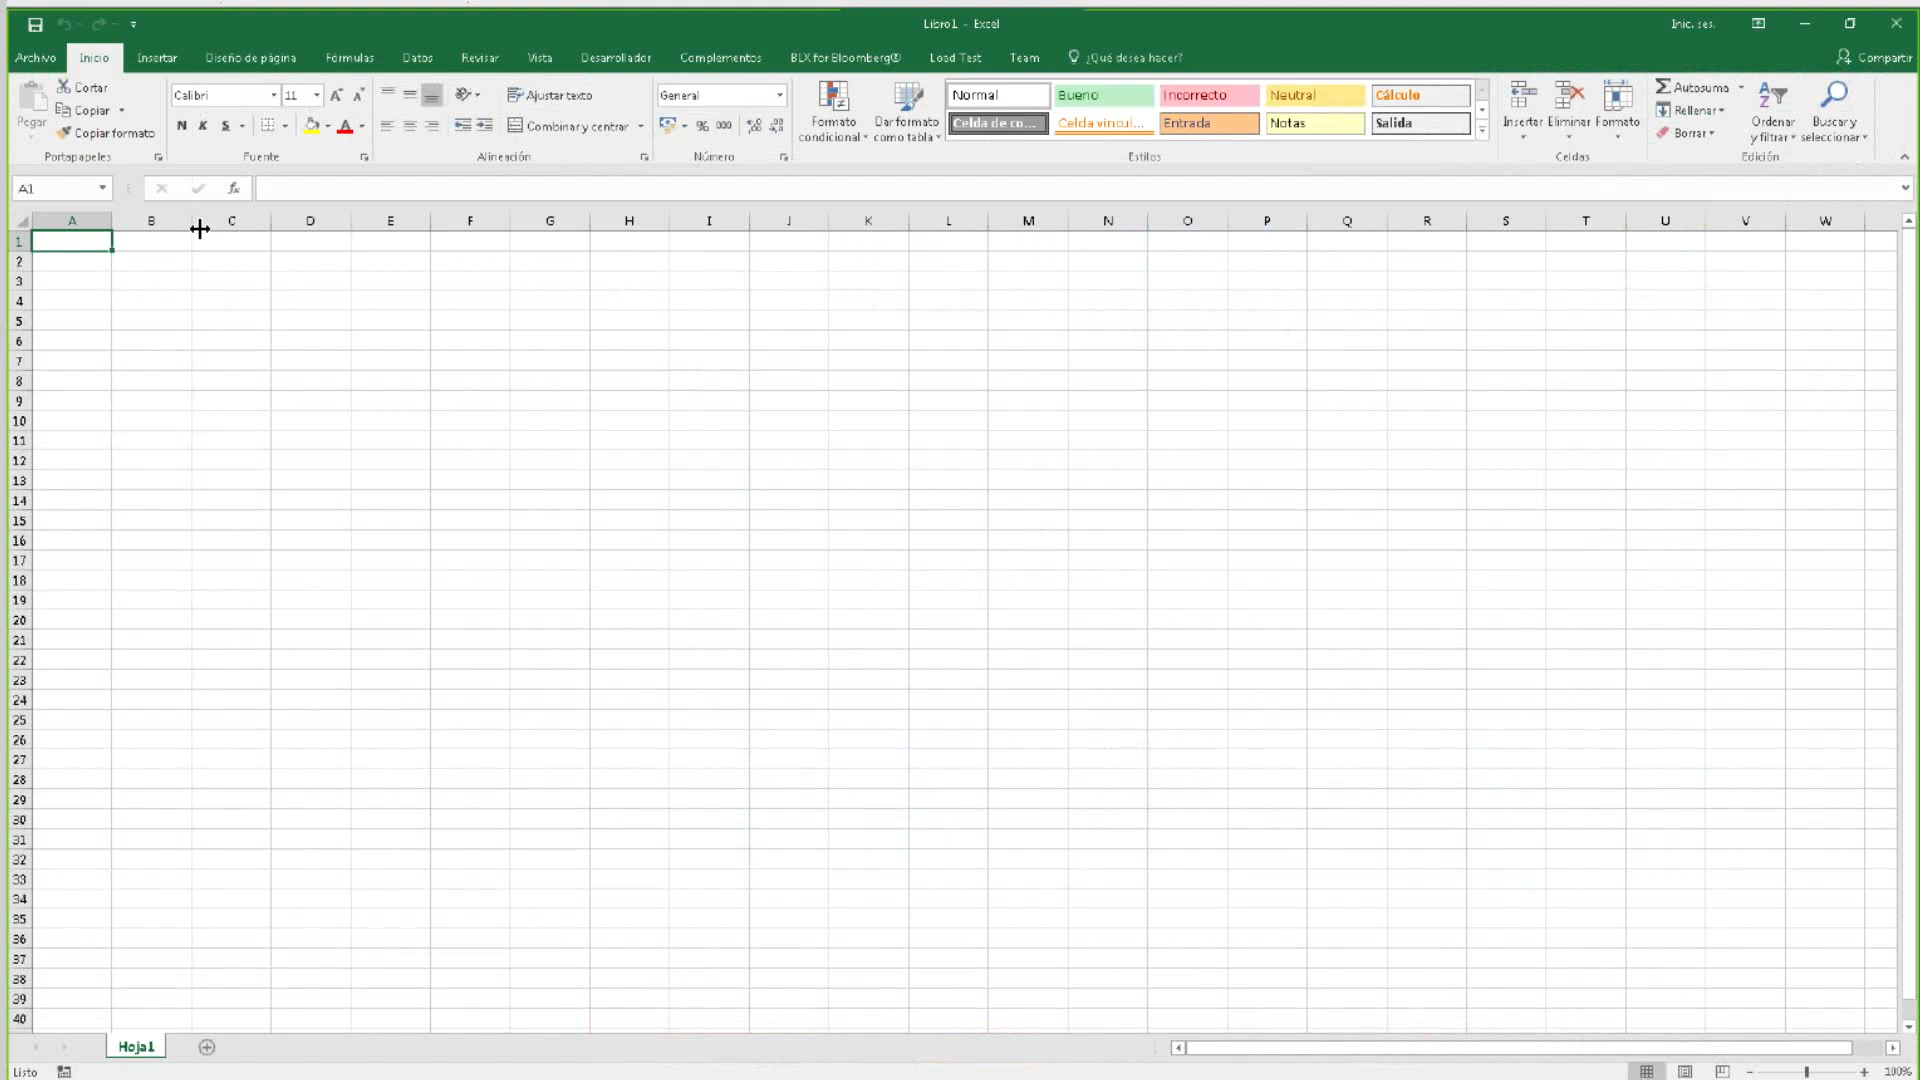 Libro1 - Excel
Inic. ses.
Archivo Inicio Insertar Diseño de página Fórmulas Datos Revisar Vista Desarrollador Complementos BLX for Bloomberg® Load Test Team ¿Qué desea hacer? Compartir
Pegar
Cortar
Copiar
Copiar formato
Portapapeles
Calibri 11
N K S
Fuente
Ajustar texto
Combinar y centrar
Alineación
General
% 000
Número
Formato condicional
Dar formato como tabla
Normal Bueno Incorrecto Neutral Cálculo
Celda de co... Celda vincul... Entrada Notas Salida
Estilos
Insertar Eliminar Formato
Celdas
Autosuma
Rellenar
Borrar
Ordenar y filtrar
Buscar y seleccionar
Edición
A1 fx
A B C D E F G H I J K L M N O P Q R S T U V W
1
2
3
4
5
6
7
8
9
10
11
12
13
14
15
16
17
18
19
20
21
22
23
24
25
26
27
28
29
30
31
32
33
34
35
36
37
38
39
40
Hoja1
Listo
100%